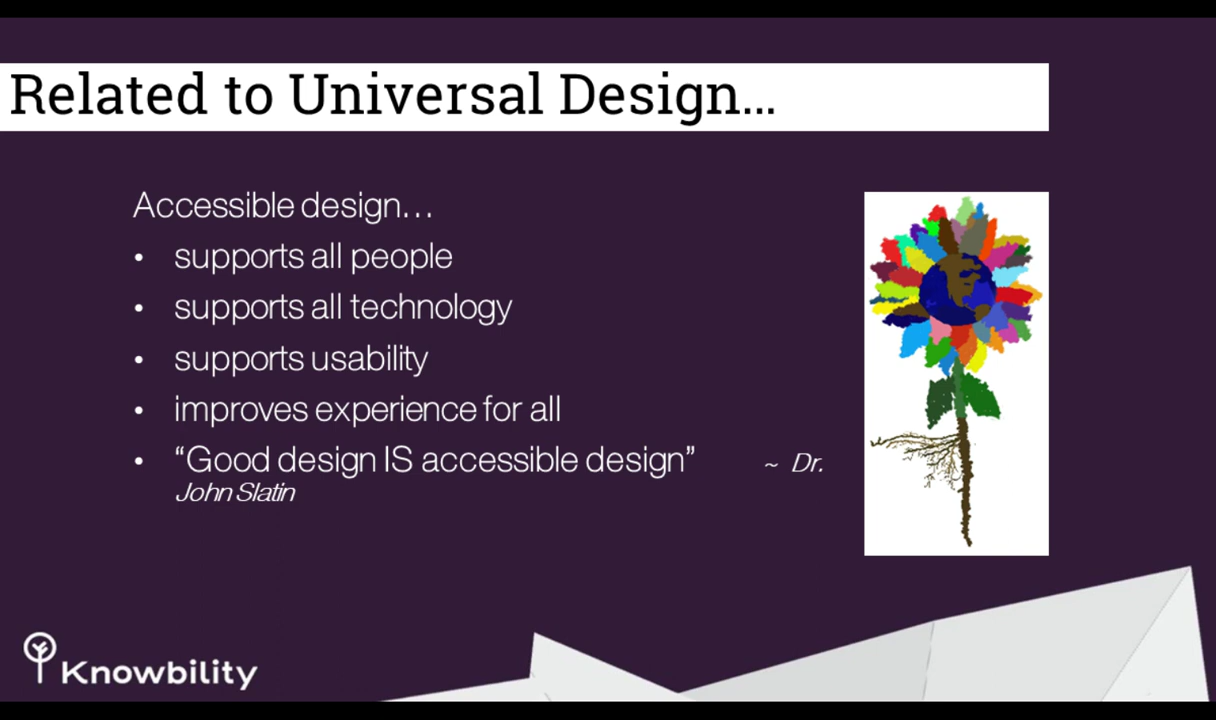 Related to Universal Design...
Accessible design...
• supports all people
• supports all technology
• supports usability
• improves experience for all
• “Good design IS accessible design” ~ Dr.
John Slatin
Knowbility